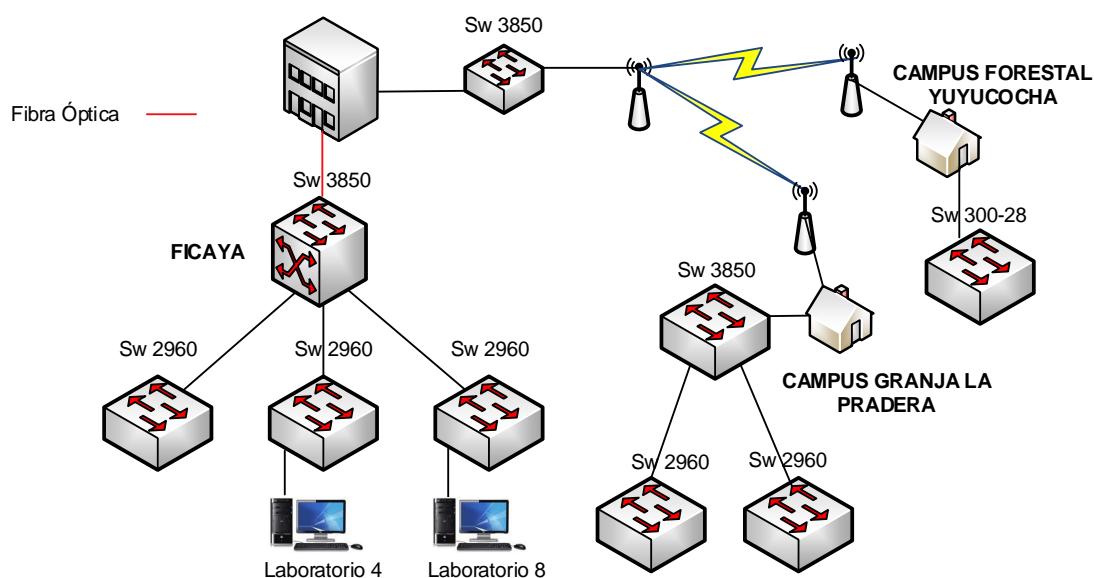 Sw 3850
CAMPUS FORESTAL
YUYUCOCHA
Fibra Óptica
Sw 3850
FICAYA
Sw 300-28
Sw 3850
Sw 2960
Sw 2960
Sw 2960
CAMPUS GRANJA LA
PRADERA
Sw 2960
Sw 2960
Laboratorio 4
Laboratorio 8